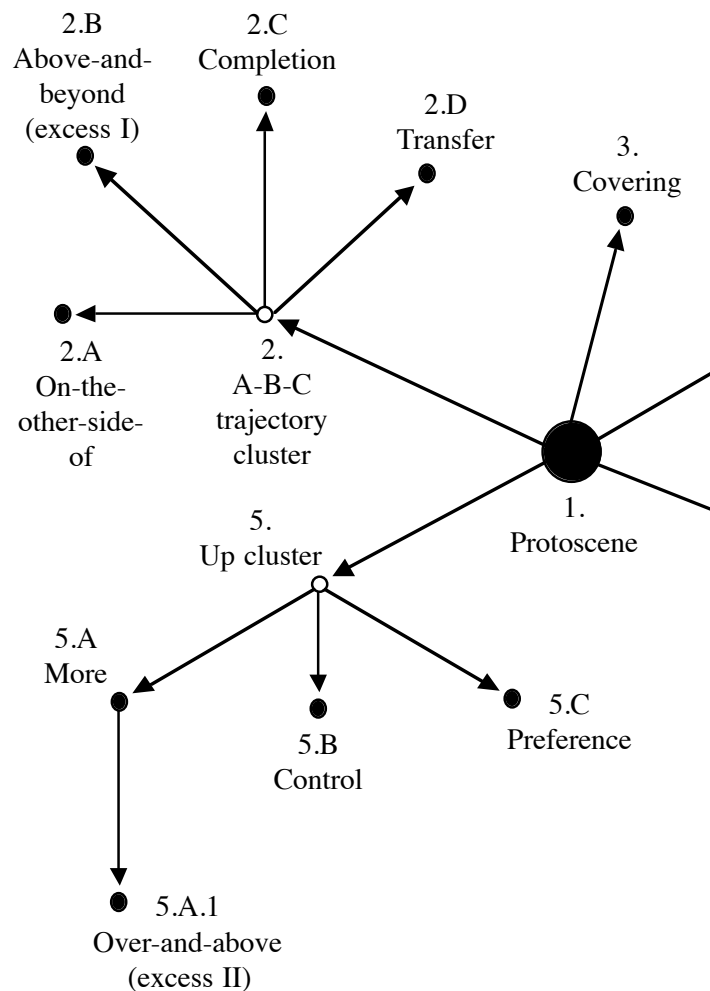 2.B
Above-and-
beyond
(excess I)
2.C
Completion
2.D
Transfer
3.
Covering
2.A
On-the-
other-side-
of
2.
A-B-C
trajectory
cluster
1.
Protoscene
5.
Up cluster
5.A
More
5.B
Control
5.C
Preference
5.A.1
Over-and-above
(excess II)